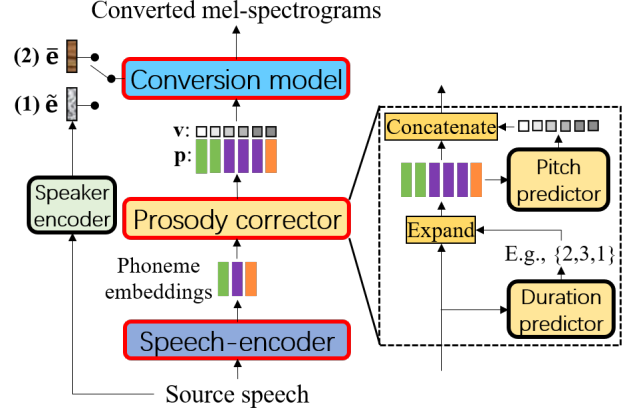 Converted mel-spectrograms
(2) ē
Conversion model
(1) ẽ
v:
p:
Concatenate
Pitch
predictor
Speaker
encoder
Prosody corrector
Expand
E.g., {2,3,1}
Phoneme
embeddings
Duration
predictor
Speech-encoder
Source speech